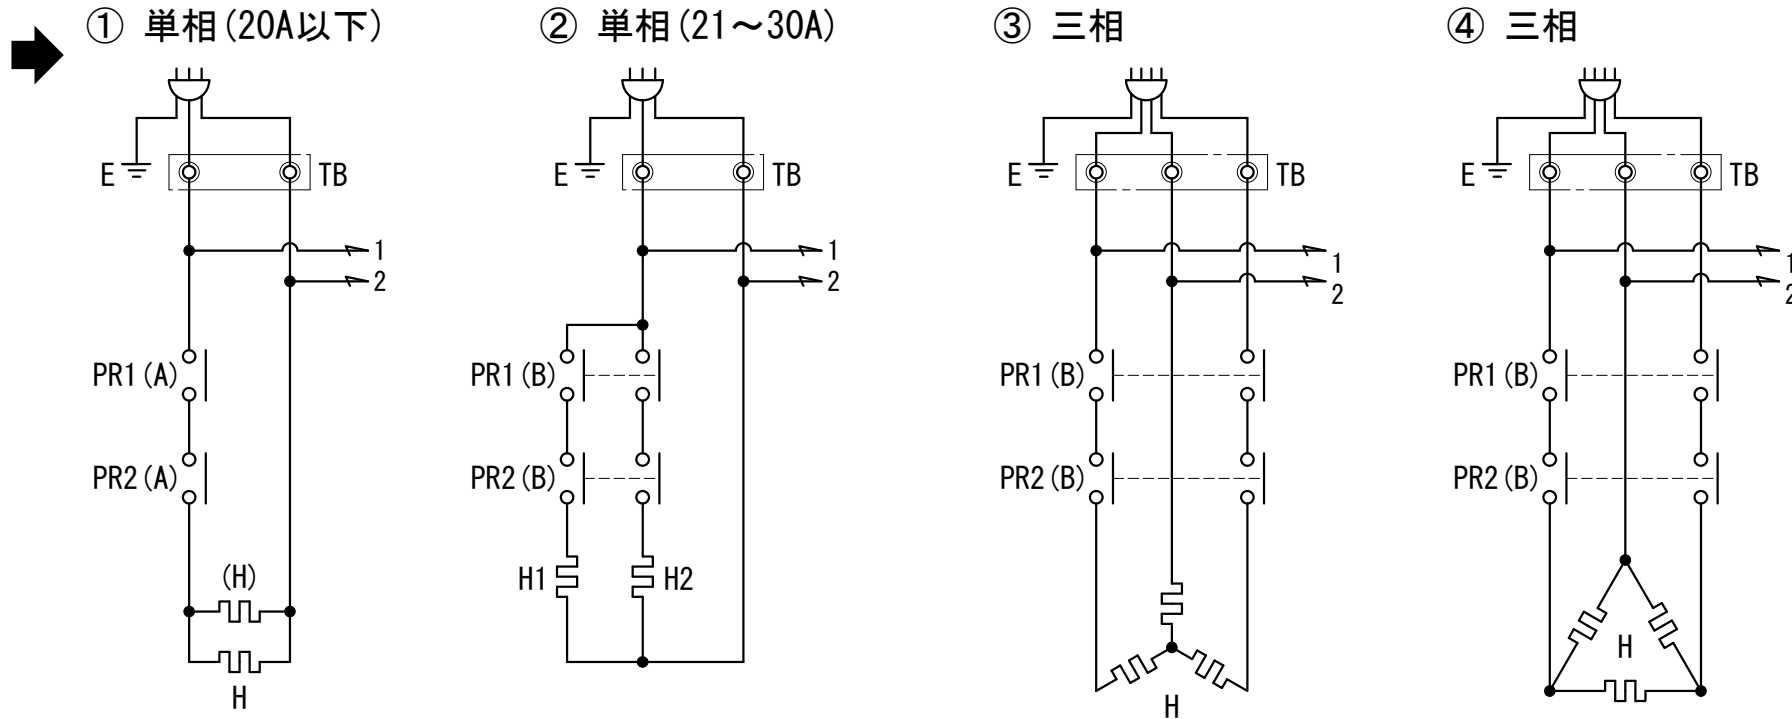 ① 単相(20A以下)
② 単相(21～30A)
③ 三相
④ 三相
E
TB
1
2
PR1(A)
PR2(A)
(H)
H
E
TB
1
2
PR1(B)
PR2(B)
H1
H2
E
TB
1
2
PR1(B)
PR2(B)
H
E
TB
1
2
PR1(B)
PR2(B)
H